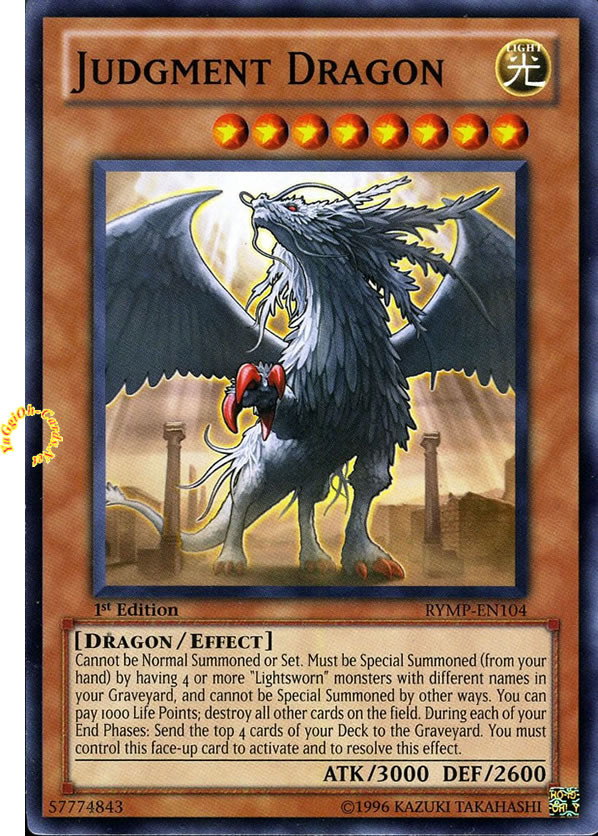 JUDGMENT DRAGON
LIGHT
光
1st Edition
RYMP-EN104
[DRAGON/EFFECT]
Cannot be Normal Summoned or Set. Must be Special Summoned (from your
hand) by having 4 or more "Lightsworn" monsters with different names in
your Graveyard, and cannot be Special Summoned by other ways. You can
pay 1000 Life Points; destroy all other cards on the field. During each of your
End Phases: Send the top 4 cards of your Deck to the Graveyard. You must
control this face-up card to activate and to resolve this effect.
ATK/3000 DEF/2600
57774843
©1996 KAZUKI TAKAHASHI
YuGgiOh-Cards.Net